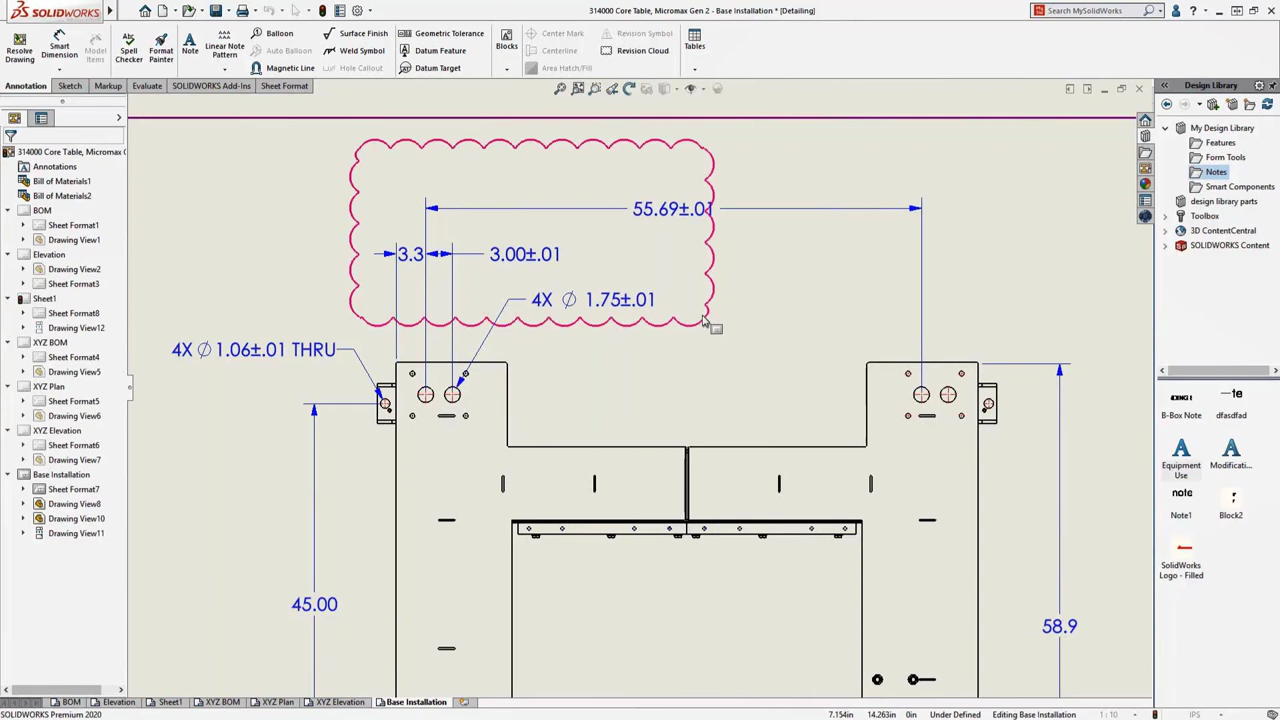 SOLIDWORKS
314000 Core Table, Micromax Gen 2 - Base Installation * [Detailing]
Search MySolidWorks
Resolve Drawing
Smart Dimension
Model Items
Spell Checker
Format Painter
Note
Linear Note Pattern
Balloon
Auto Balloon
Magnetic Line
Surface Finish
Weld Symbol
Hole Callout
Geometric Tolerance
Datum Feature
Datum Target
Blocks
Center Mark
Centerline
Area Hatch/Fill
Revision Symbol
Revision Cloud
Tables
Annotation
Sketch
Markup
Evaluate
SOLIDWORKS Add-Ins
Sheet Format
314000 Core Table, Micromax G
Annotations
Bill of Materials1
Bill of Materials2
BOM
Sheet Format1
Drawing View1
Elevation
Drawing View2
Sheet Format3
Sheet1
Sheet Format8
Drawing View12
XYZ BOM
Sheet Format4
Drawing View5
XYZ Plan
Sheet Format5
Drawing View6
XYZ Elevation
Sheet Format6
Drawing View7
Base Installation
Sheet Format7
Drawing View8
Drawing View10
Drawing View11
55.69±.01
3.3
3.00±.01
4X Ø 1.75±.01
4X Ø 1.06±.01 THRU
45.00
58.9
Design Library
My Design Library
Features
Form Tools
Notes
Smart Components
design library parts
Toolbox
3D ContentCentral
SOLIDWORKS Content
B-Box Note
dfasdfad
Equipment Use
Modificati...
note
Note1
Block2
SolidWorks Logo - Filled
BOM
Elevation
Sheet1
XYZ BOM
XYZ Plan
XYZ Elevation
Base Installation
SOLIDWORKS Premium 2020
7.154in
14.263in
0in
Under Defined
Editing Base Installation
1 : 10
IPS